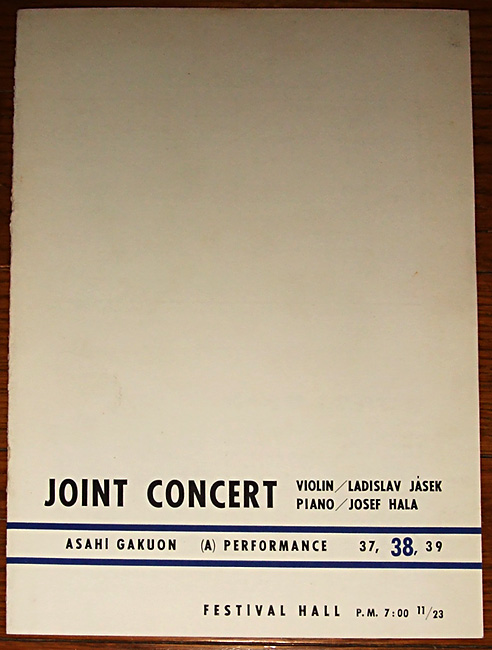 JOINT CONCERT
VIOLIN/LADISLAV JÁSEK
PIANO/JOSEF HALA
ASAHI GAKUON (A) PERFORMANCE 37, 38, 39
FESTIVAL HALL P.M. 7:00 11/23